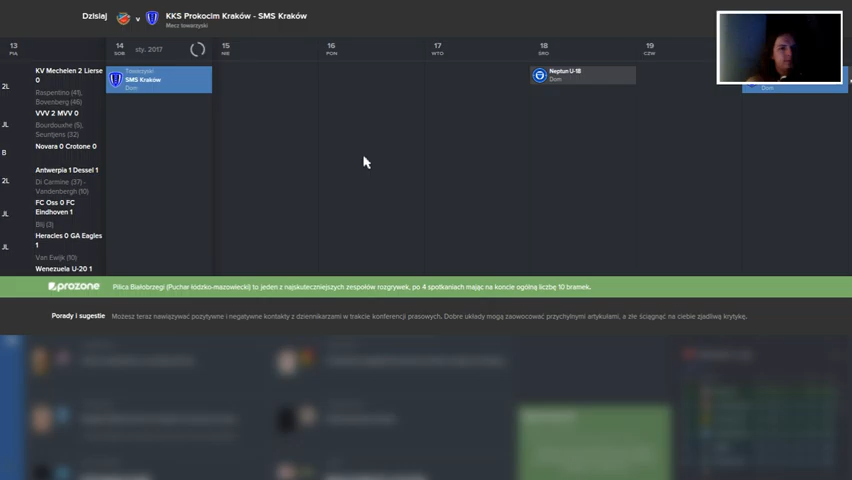 Dzisiaj v KKS Prokocim Kraków - SMS Kraków
Mecz towarzyski
13 PIĄ
14 SOB
sty. 2017
15 NIE
16 PON
17 WTO
18 ŚRO
19 CZW
2L
KV Mechelen 2 Lierse
0
Raspentino (41),
Bovenberg (46)
JL
VVV 2 MVV 0
Bourdouxhe (5),
Seuntjens (32)
B
Novara 0 Crotone 0
2L
Antwerpia 1 Dessel 1
Di Carmine (37) -
Vandenbergh (10)
JL
FC Oss 0 FC
Eindhoven 1
Blij (3)
JL
Heracles 0 GA Eagles
1
Van Ewijk (10)
Wenezuela U-20 1
Towarzyski
SMS Kraków
Dom
Neptun U-18
Dom
Dom
prozone
Pilica Białobrzegi (Puchar łódzko-mazowiecki) to jeden z najskuteczniejszych zespołów rozgrywek, po 4 spotkaniach mając na koncie ogólną liczbę 10 bramek.
Porady i sugestie
Możesz teraz nawiązywać pozytywne i negatywne kontakty z dziennikarzami w trakcie konferencji prasowych. Dobre układy mogą zaowocować przychylnymi artykułami, a złe ściągnąć na ciebie zjadliwą krytykę.